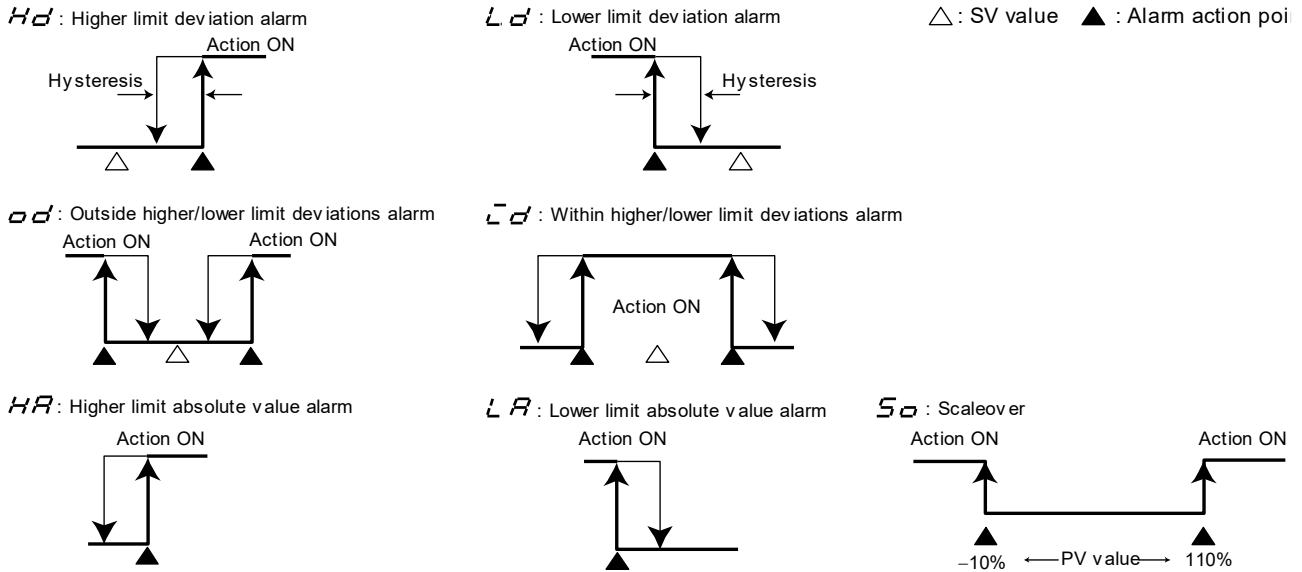 Hd : Higher limit deviation alarm
Ld : Lower limit deviation alarm
△ : SV value ▲ : Alarm action poi
Action ON
Hysteresis
Action ON
Hysteresis
od : Outside higher/lower limit deviations alarm
id : Within higher/lower limit deviations alarm
Action ON
Action ON
Action ON
HA : Higher limit absolute value alarm
LA : Lower limit absolute value alarm
So : Scaleover
Action ON
Action ON
Action ON
Action ON
–10%
PV value
110%